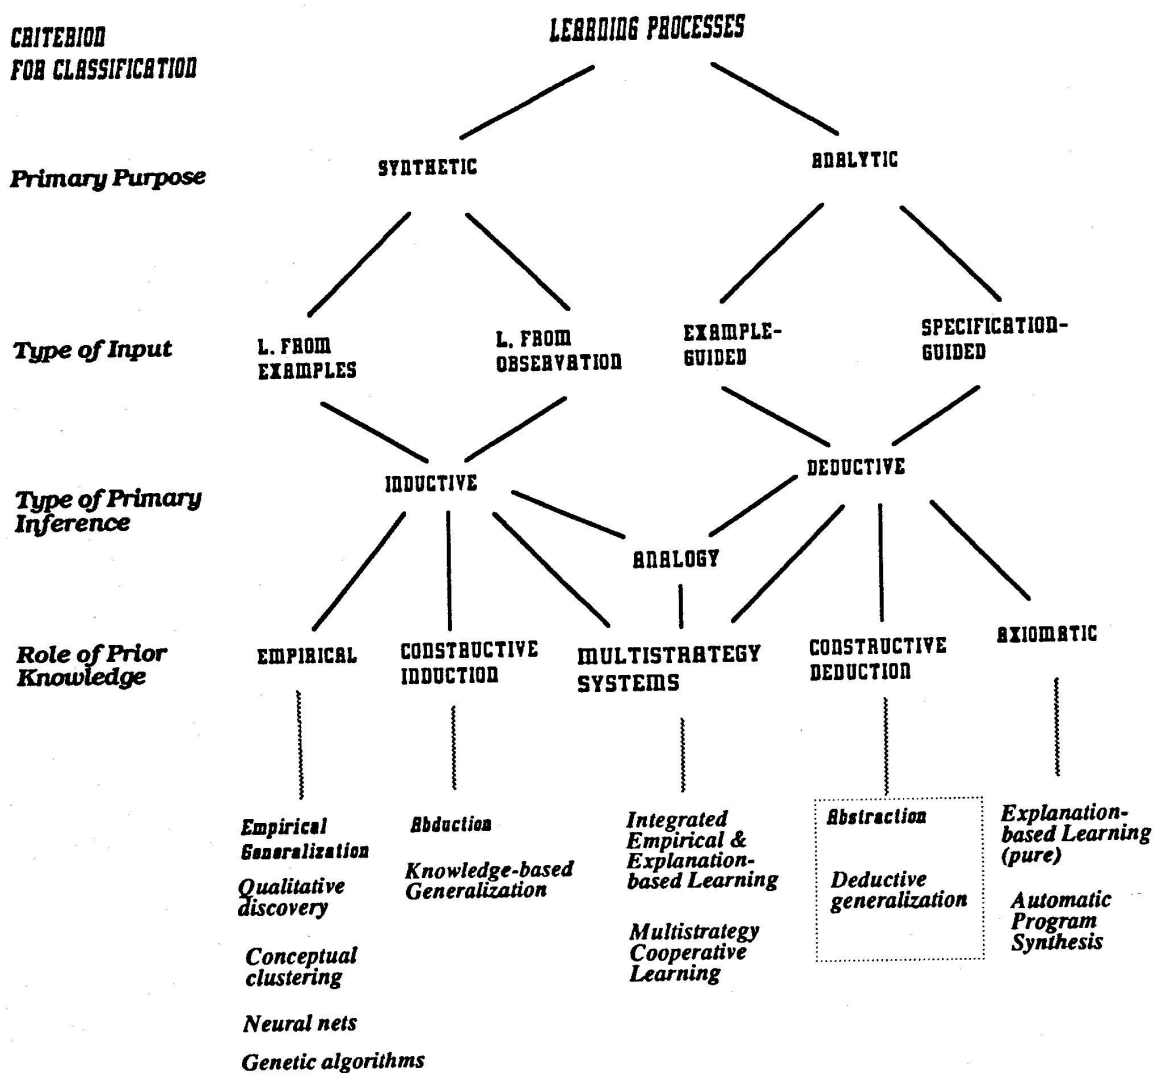 CRITERION
FOR CLASSIFICATION
LEARNING PROCESSES
Primary Purpose
SYNTHETIC
ANALYTIC
Type of Input
L. FROM
EXAMPLES
L. FROM
OBSERVATION
EXAMPLE-
GUIDED
SPECIFICATION-
GUIDED
Type of Primary
Inference
INDUCTIVE
DEDUCTIVE
ANALOGY
Role of Prior
Knowledge
EMPIRICAL
CONSTRUCTIVE
INDUCTION
MULTISTRATEGY
SYSTEMS
CONSTRUCTIVE
DEDUCTION
AXIOMATIC
Empirical
Generalization
Qualitative
discovery
Conceptual
clustering
Neural nets
Genetic algorithms
Abduction
Knowledge-based
Generalization
Integrated
Empirical &
Explanation-
based Learning
Multistrategy
Cooperative
Learning
Abstraction
Deductive
generalization
Explanation-
based Learning
(pure)
Automatic
Program
Synthesis